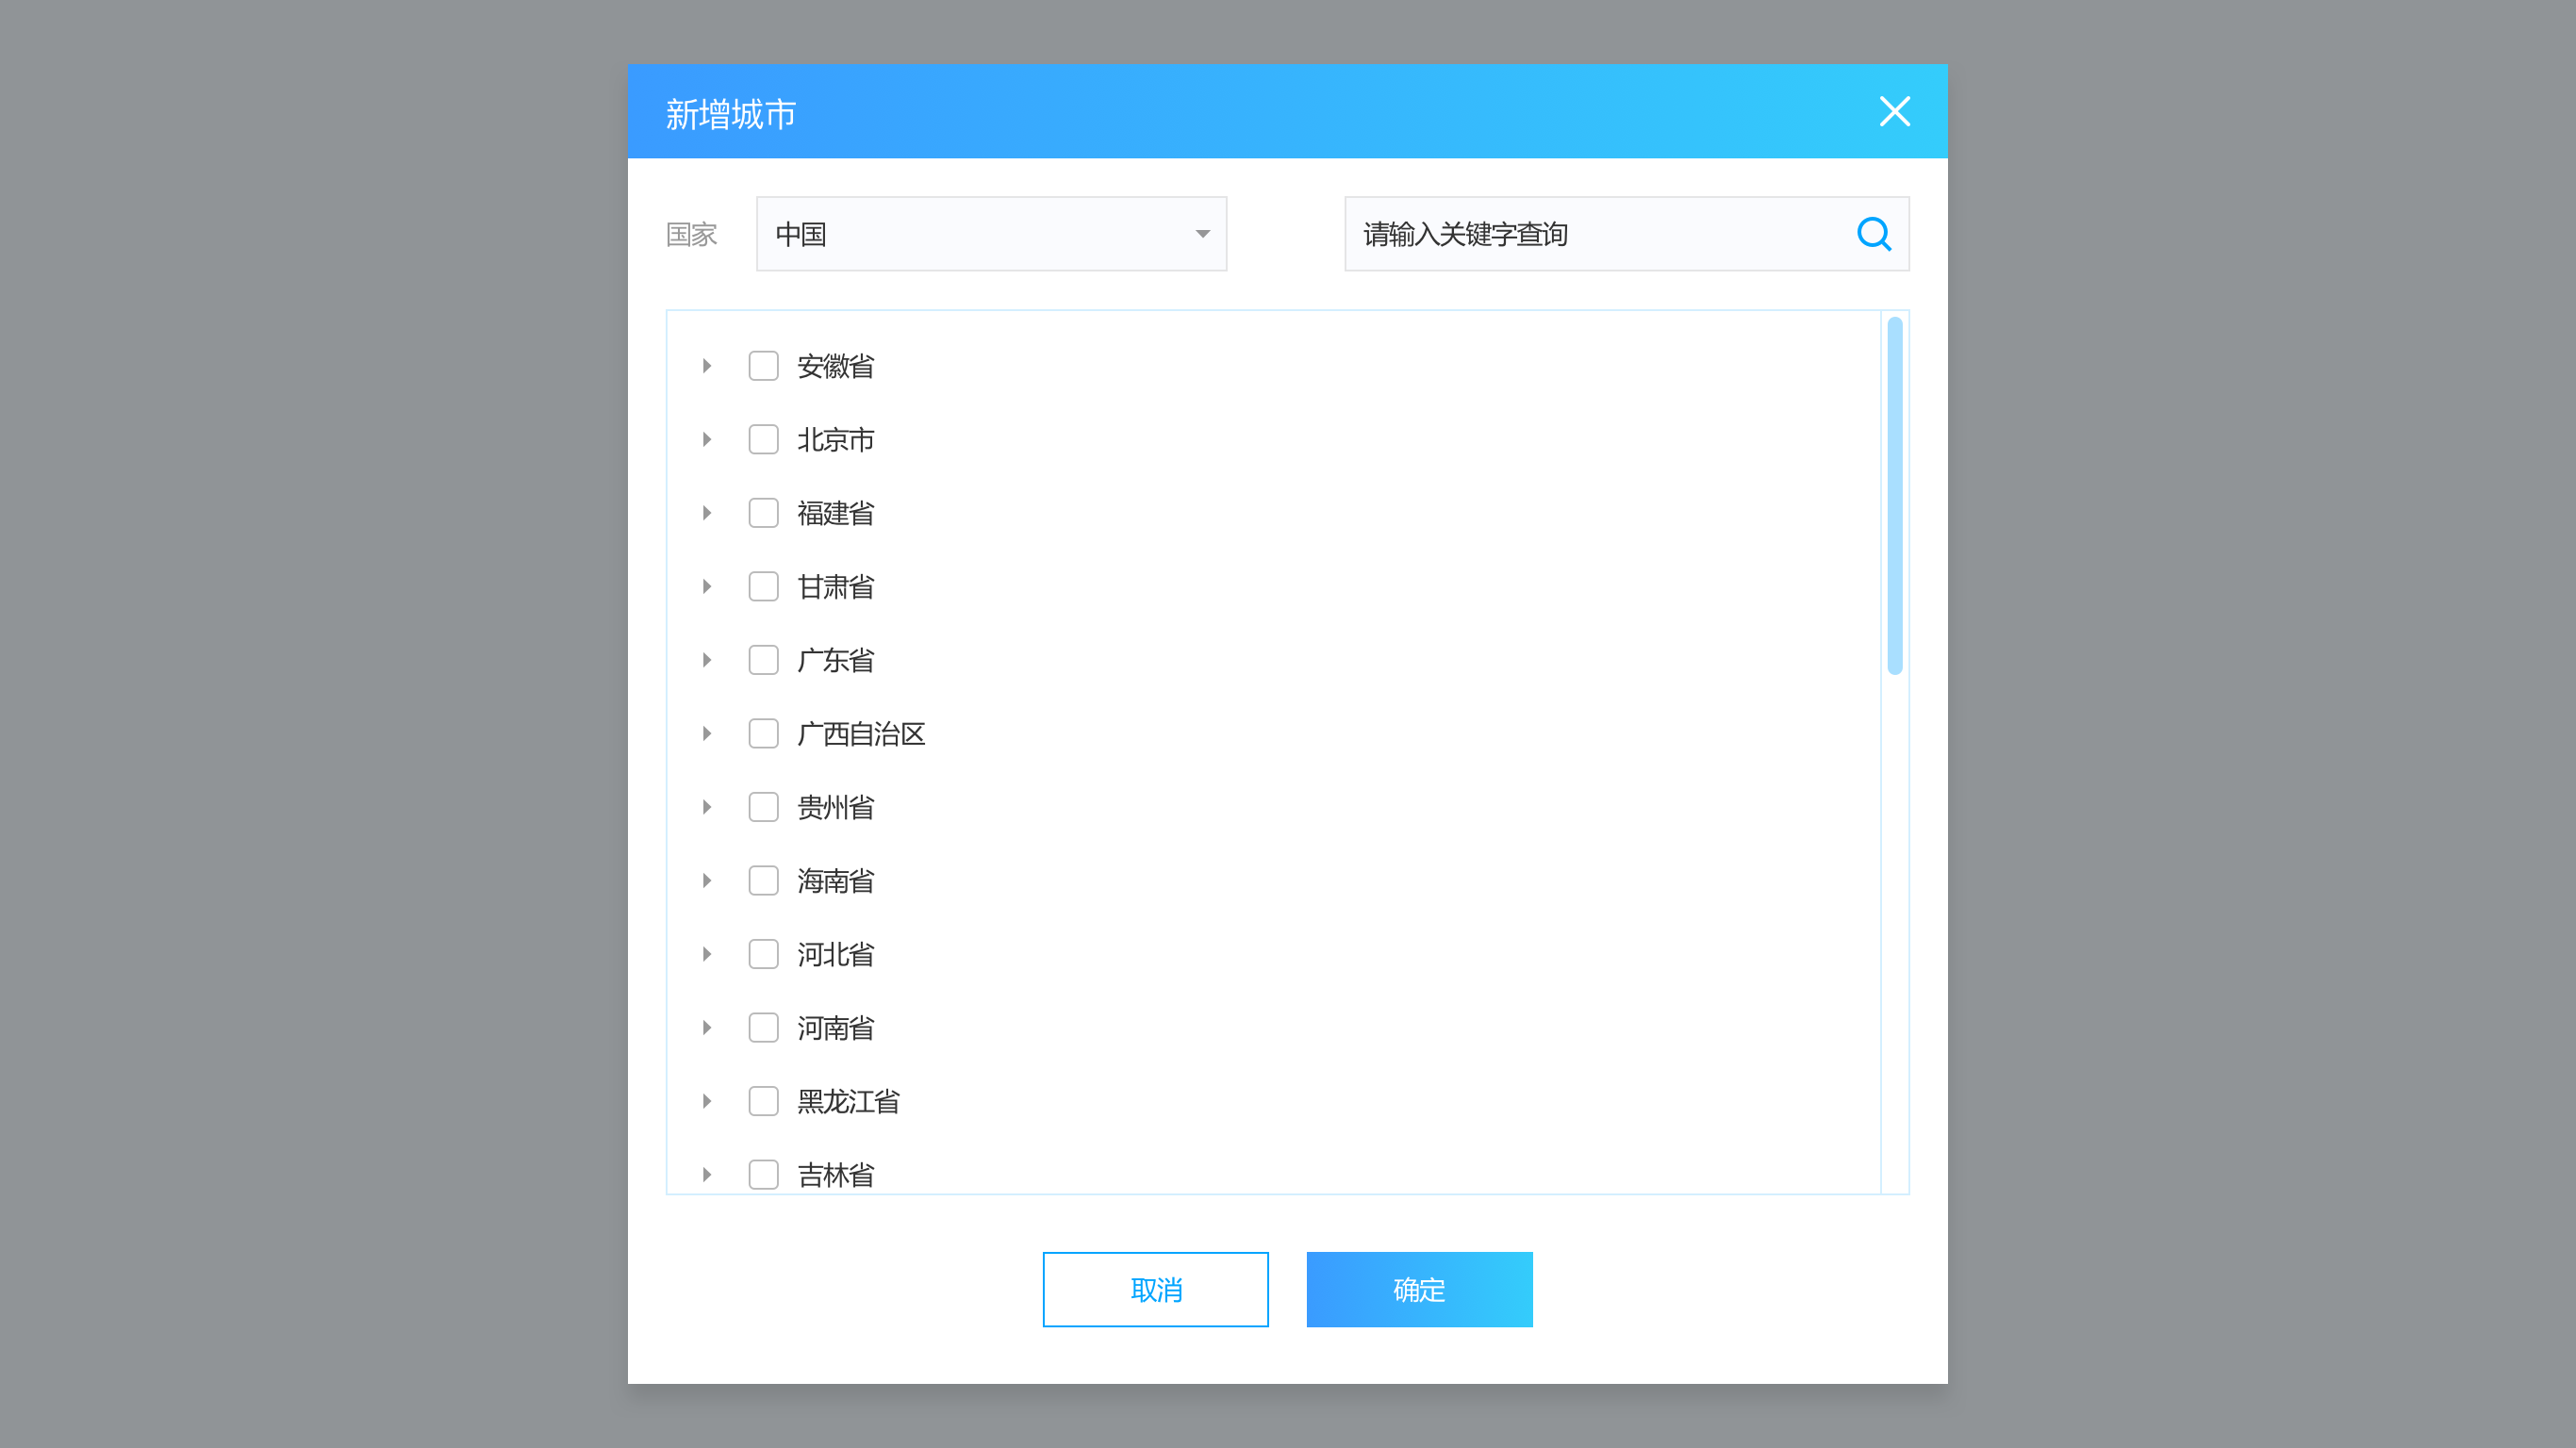 新增城市
国家 中国 请输入关键字查询
安徽省
北京市
福建省
甘肃省
广东省
广西自治区
贵州省
海南省
河北省
河南省
黑龙江省
吉林省
取消 确定